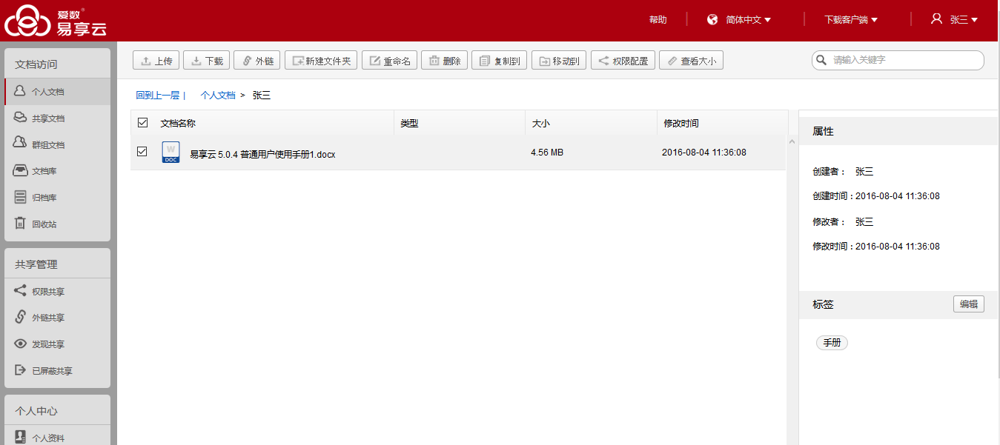 爱数®
易享云
帮助
简体中文
下载客户端
张三
文档访问
个人文档
共享文档
群组文档
文档库
归档库
回收站
共享管理
权限共享
外链共享
发现共享
已屏蔽共享
个人中心
个人资料
上传 下载 外链 新建文件夹 重命名 删除 复制到 移动到 权限配置 查看大小
请输入关键字
回到上一层 | 个人文档 > 张三
文档名称 类型 大小 修改时间
W
DOC
易享云 5.0.4 普通用户使用手册1.docx 4.56 MB 2016-08-04 11:36:08
属性
创建者： 张三
创建时间：2016-08-04 11:36:08
修改者： 张三
修改时间：2016-08-04 11:36:08
标签 编辑
手册